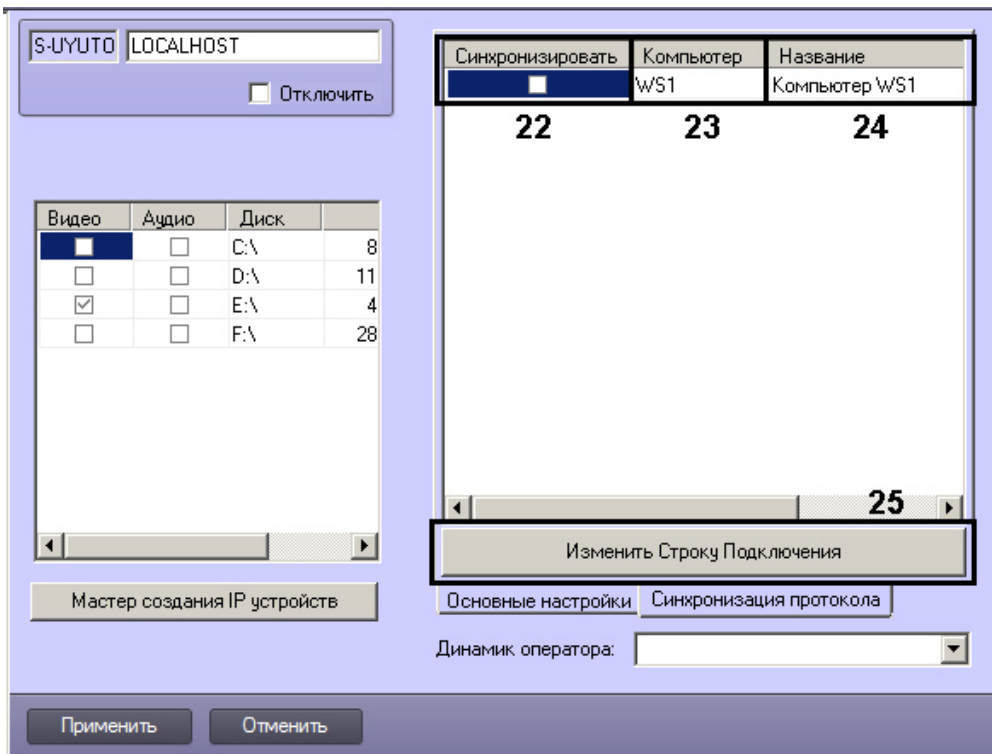 S-UYUTO LOCALHOST
Отключить
Видео Аудио Диск
C:\ 8
D:\ 11
E:\ 4
F:\ 28
Мастер создания IP устройств
Синхронизировать Компьютер Название
WS1 Компьютер WS1
22 23 24
25
Изменить Строку Подключения
Основные настройки Синхронизация протокола
Динамик оператора:
Применить Отменить